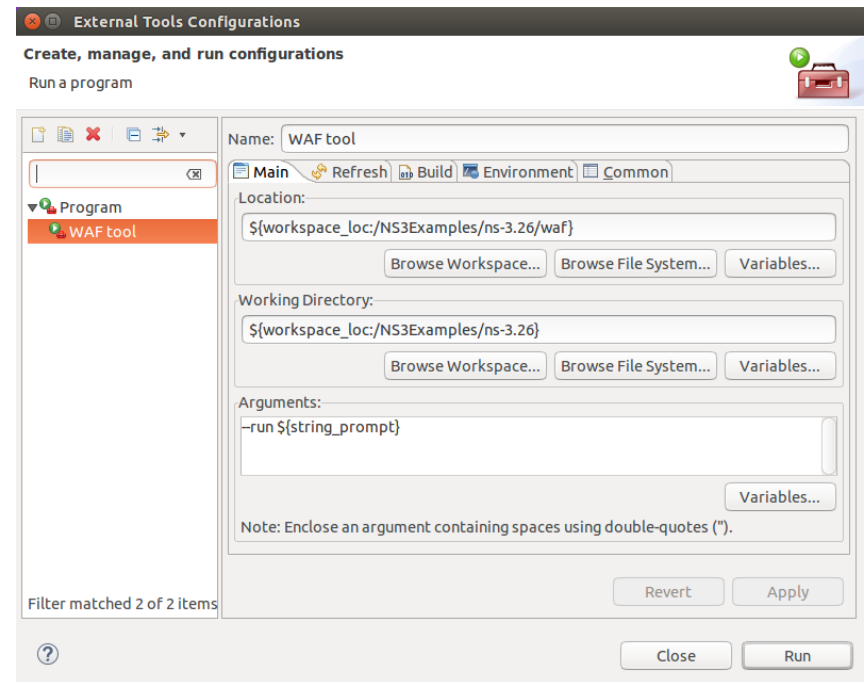 External Tools Configurations
Create, manage, and run configurations
Run a program
Name: WAF tool
Main Refresh Build Environment Common
Program
WAF tool
Location:
${workspace_loc:/NS3Examples/ns-3.26/waf}
Browse Workspace... Browse File System... Variables...
Working Directory:
${workspace_loc:/NS3Examples/ns-3.26}
Browse Workspace... Browse File System... Variables...
Arguments:
--run ${string_prompt}
Variables...
Note: Enclose an argument containing spaces using double-quotes (").
Filter matched 2 of 2 items
Revert Apply
Close Run